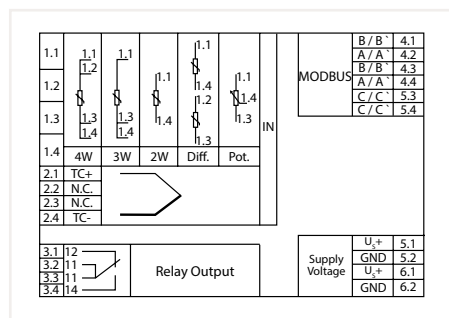 1.1
1.2
1.3
1.4
1.1
1.2
1.3
1.4
4W
1.1
1.3
1.4
3W
1.1
1.4
2W
1.1
1.4
1.2
1.3
Diff.
1.1
1.4
1.3
Pot.
IN
2.1 TC+
2.2 N.C.
2.3 N.C.
2.4 TC-
3.1 12
3.2 11
3.3 11
3.4 14
Relay Output
MODBUS
B / B` 4.1
A / A` 4.2
B / B` 4.3
A / A` 4.4
C / C` 5.3
C / C` 5.4
Supply
Voltage
Us+ 5.1
GND 5.2
Us+ 6.1
GND 6.2